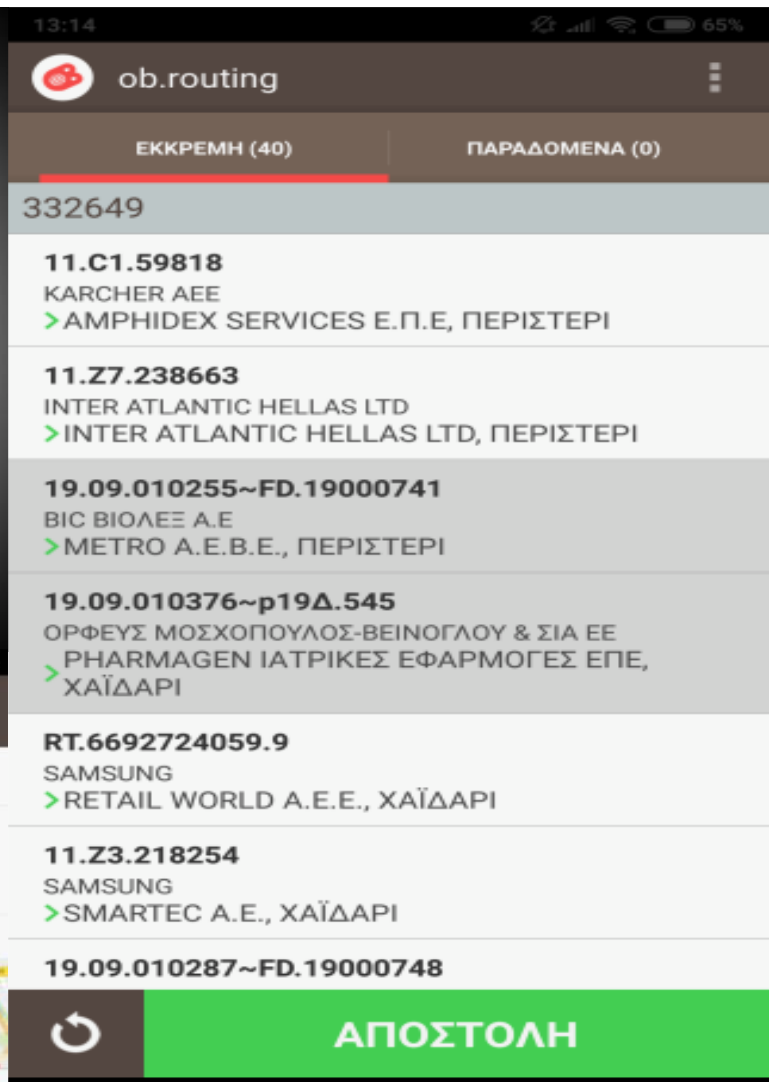 13:14
65%
ob.routing
ΕΚΚΡΕΜΗ (40)
ΠΑΡΑΔΟΜΕΝΑ (0)
332649
11.C1.59818
KARCHER AEE
>AMPHIDEX SERVICES Ε.Π.Ε, ΠΕΡΙΣΤΕΡΙ
11.Z7.238663
INTER ATLANTIC HELLAS LTD
>INTER ATLANTIC HELLAS LTD, ΠΕΡΙΣΤΕΡΙ
19.09.010255~FD.19000741
BIC ΒΙΟΛΕΞ Α.Ε
>METRO Α.Ε.Β.Ε., ΠΕΡΙΣΤΕΡΙ
19.09.010376~p19Δ.545
ΟΡΦΕΥΣ ΜΟΣΧΟΠΟΥΛΟΣ-ΒΕΙΝΟΓΛΟΥ & ΣΙΑ ΕΕ
>PHARMAGEN ΙΑΤΡΙΚΕΣ ΕΦΑΡΜΟΓΕΣ ΕΠΕ,
ΧΑΪΔΑΡΙ
RT.6692724059.9
SAMSUNG
>RETAIL WORLD Α.Ε.Ε., ΧΑΪΔΑΡΙ
11.Z3.218254
SAMSUNG
>SMARTEC Α.Ε., ΧΑΪΔΑΡΙ
19.09.010287~FD.19000748
ΑΠΟΣΤΟΛΗ